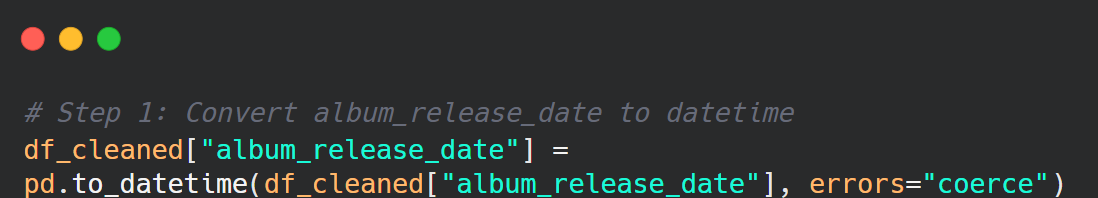 # Step 1: Convert album_release_date to datetime
df_cleaned["album_release_date"] =
pd.to_datetime(df_cleaned["album_release_date"], errors="coerce")